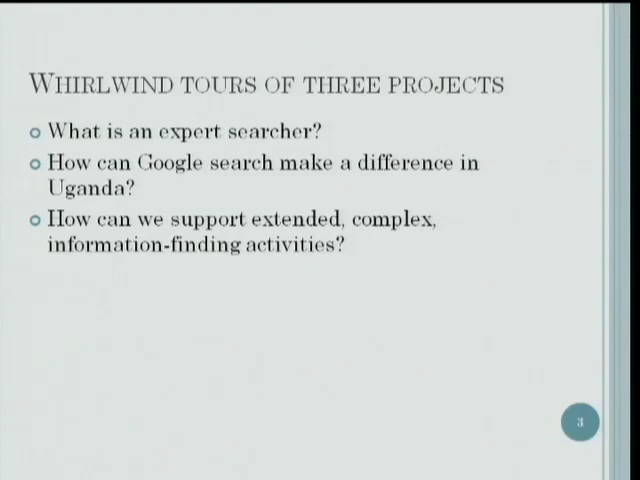 WHIRLWIND TOURS OF THREE PROJECTS
What is an expert searcher?
How can Google search make a difference in
Uganda?
How can we support extended, complex,
information-finding activities?
3